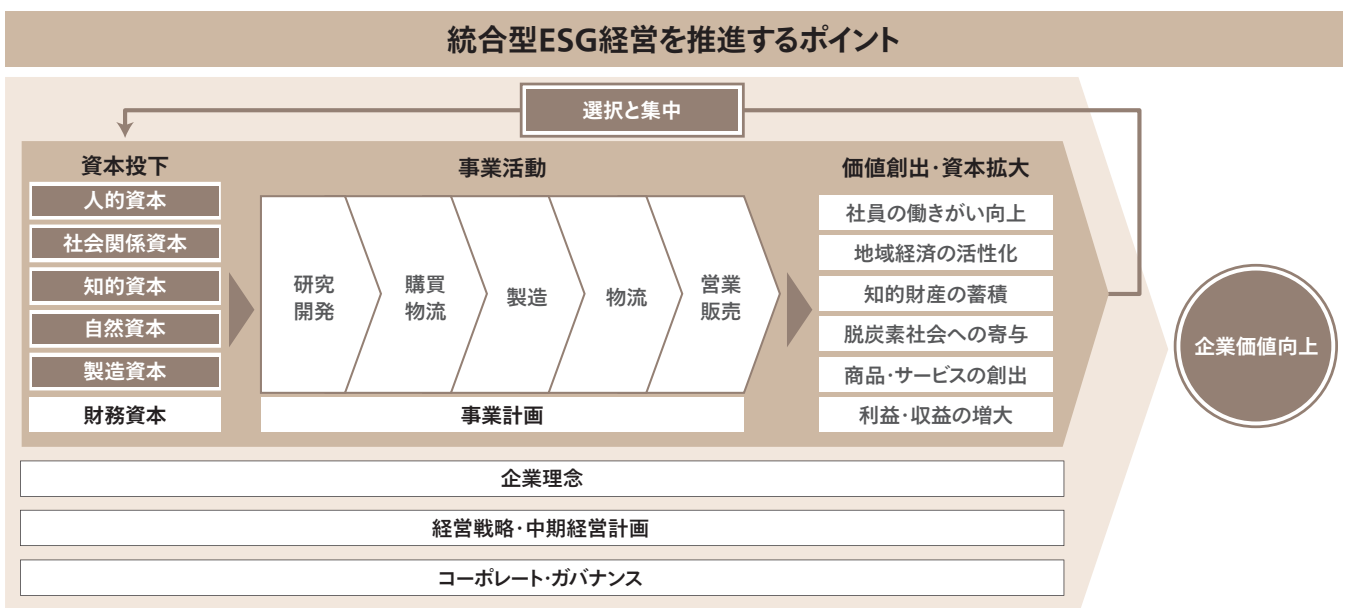 統合型ESG経営を推進するポイント
選択と集中
資本投下
人的資本
社会関係資本
知的資本
自然資本
製造資本
財務資本
事業活動
研究
開発
購買
物流
製造
物流
営業
販売
事業計画
価値創出・資本拡大
社員の働きがい向上
地域経済の活性化
知的財産の蓄積
脱炭素社会への寄与
商品・サービスの創出
利益・収益の増大
企業価値向上
企業理念
経営戦略・中期経営計画
コーポレート・ガバナンス